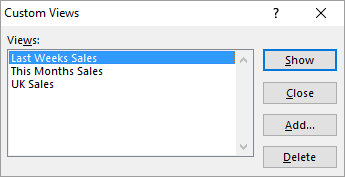 Custom Views
?
Views:
Last Weeks Sales
This Months Sales
UK Sales
Show
Close
Add...
Delete